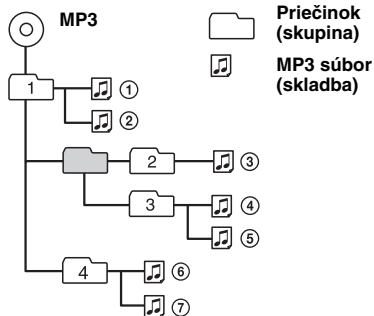 MP3
Priečinok
(skupina)
MP3 súbor
(skladba)
1
①
②
2
③
3
④
⑤
4
⑥
⑦